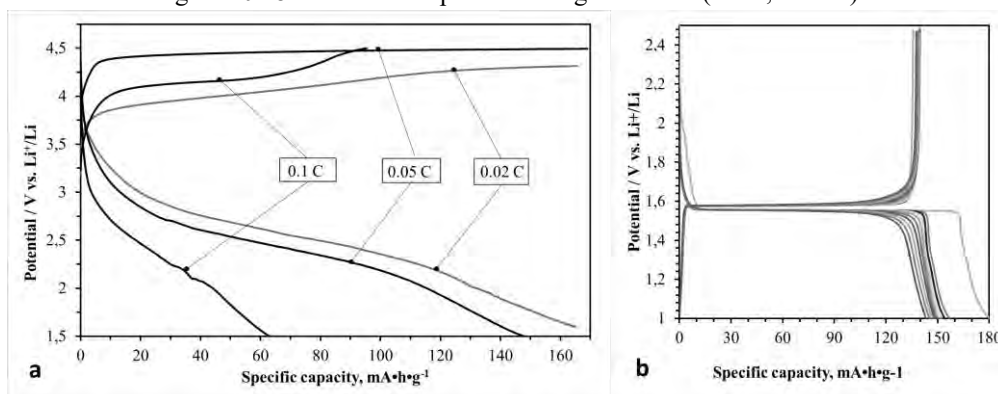 4,5
4
3,5
3
2,5
2
1,5
Potential / V vs. Li⁺/Li
0.1 C
0.05 C
0.02 C
0 20 40 60 80 100 120 140 160
Specific capacity, mA•h•g⁻¹
a
2,4
2
1,8
1,6
1,4
1,2
1
Potential / V vs. Li+/Li
0 30 60 90 120 150 180
Specific capacity, mA•h•g-1
b